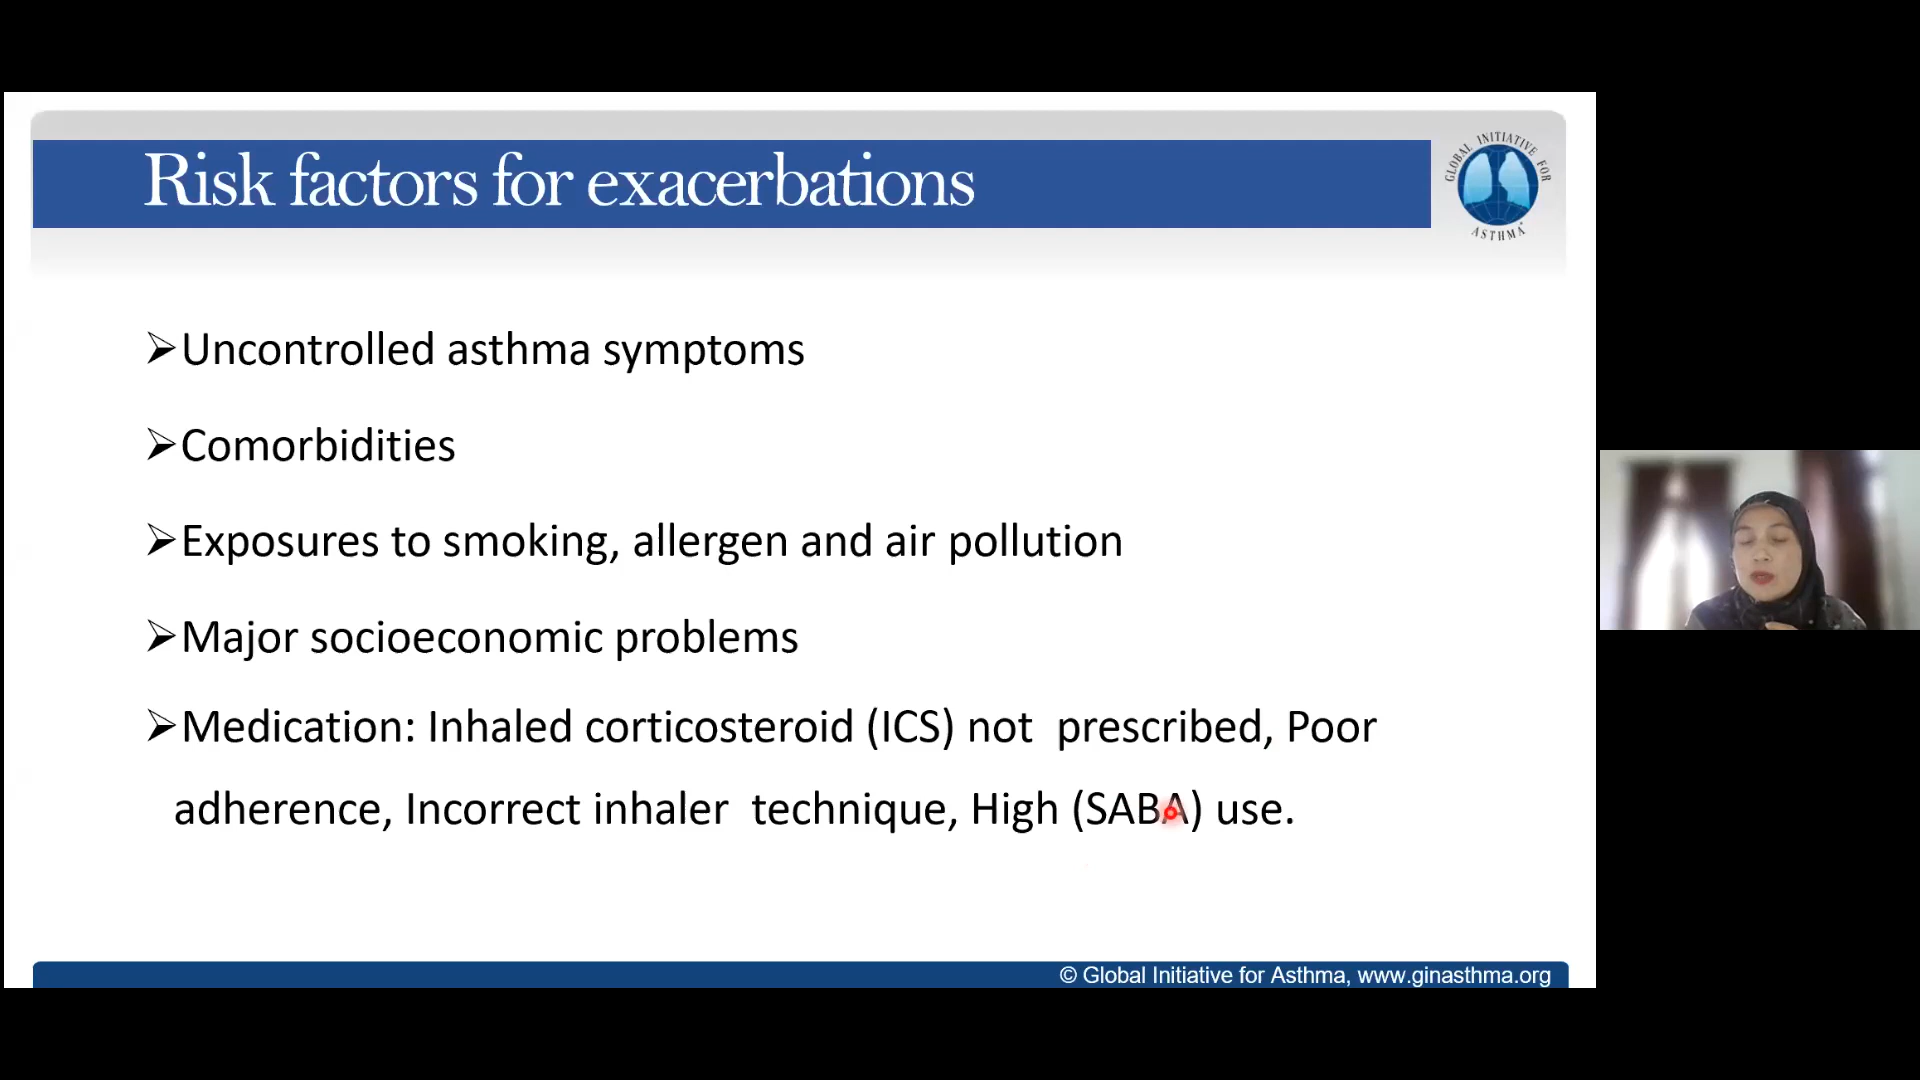 Risk factors for exacerbations
GLOBAL INITIATIVE FOR
ASTHMA
➢Uncontrolled asthma symptoms
➢Comorbidities
➢Exposures to smoking, allergen and air pollution
➢Major socioeconomic problems
➢Medication: Inhaled corticosteroid (ICS) not prescribed, Poor
adherence, Incorrect inhaler technique, High (SABA) use.
© Global Initiative for Asthma, www.ginasthma.org